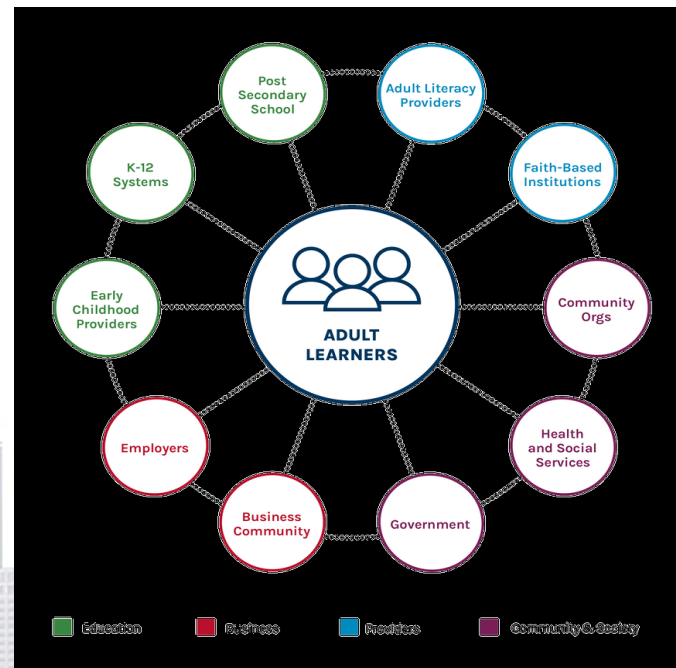 Post
Secondary
School
Adult Literacy
Providers
K-12
Systems
Faith-Based
Institutions
Early
Childhood
Providers
Community
Orgs
ADULT
LEARNERS
Employers
Health
and Social
Services
Business
Community
Government
Education
Business
Providers
Community & Society